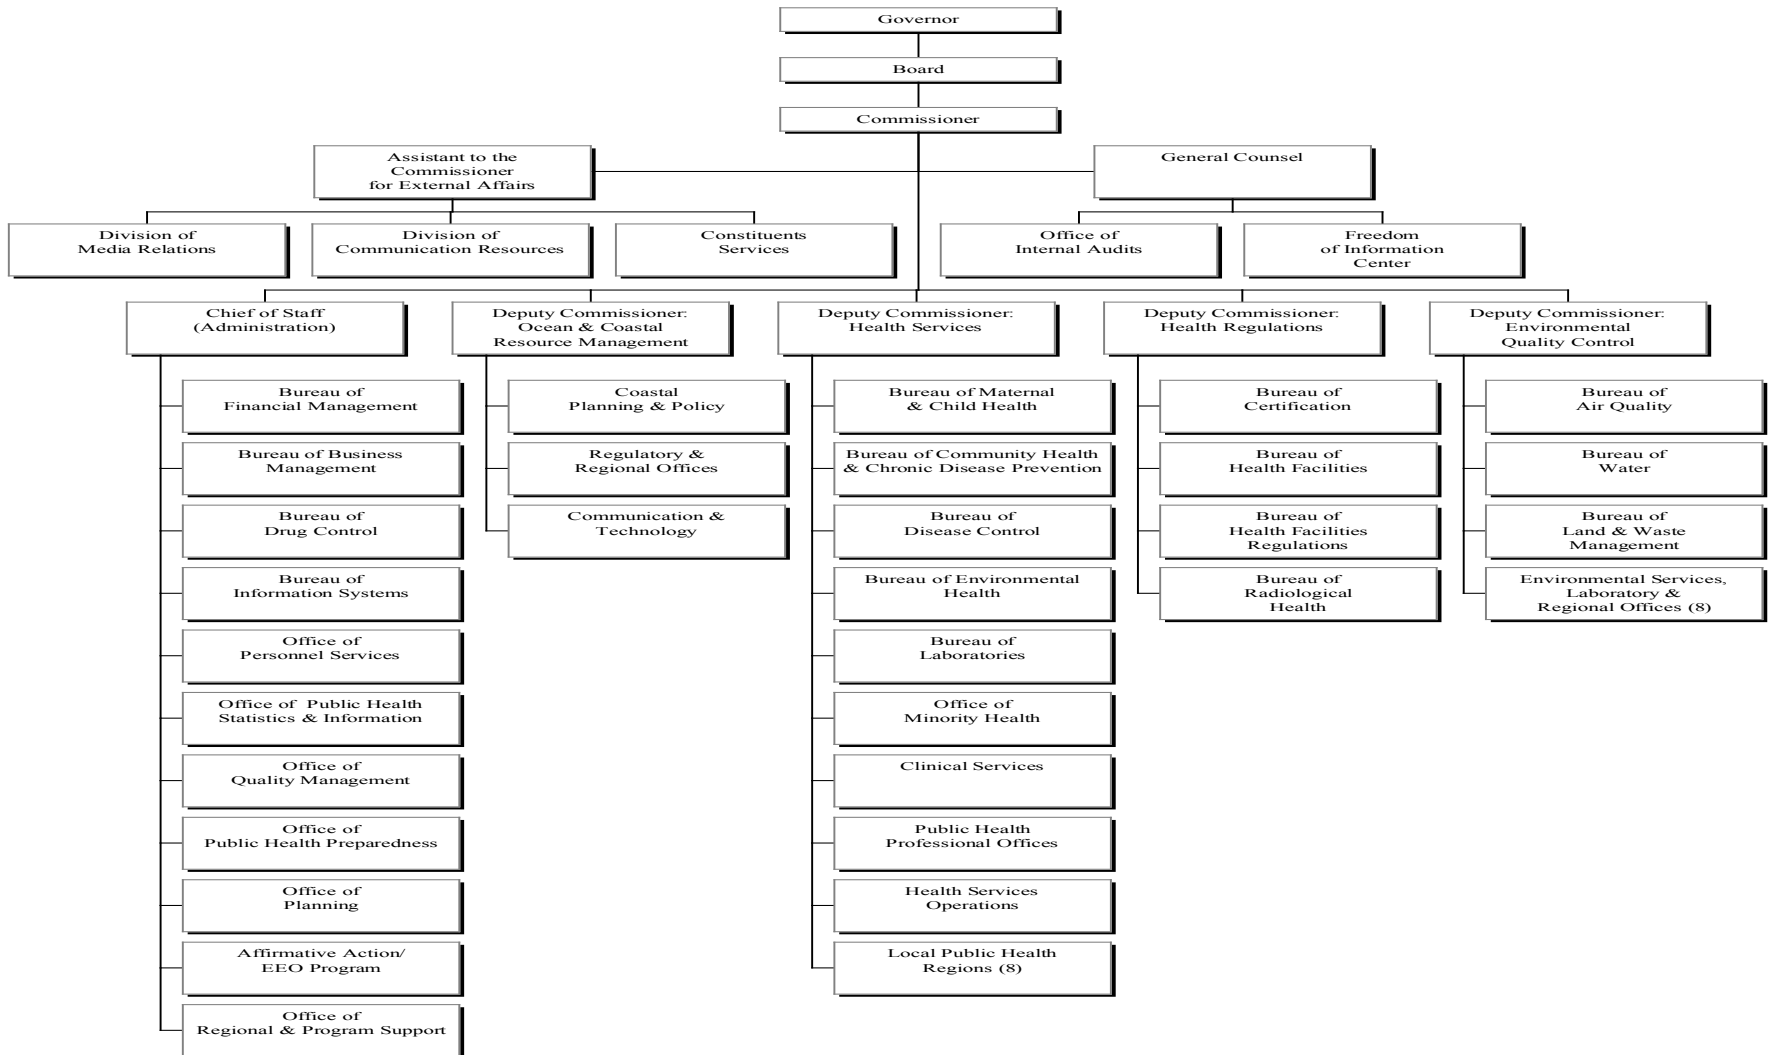 Governor
Board
Commissioner
Assistant to the
Commissioner
for External Affairs
General Counsel
Division of
Media Relations
Division of
Communication Resources
Constituents
Services
Office of
Internal Audits
Freedom
of Information
Center
Chief of Staff
(Administration)
Deputy Commissioner:
Ocean & Coastal
Resource Management
Deputy Commissioner:
Health Services
Deputy Commissioner:
Health Regulations
Deputy Commissioner:
Environmental
Quality Control
Bureau of
Financial Management
Bureau of Business
Management
Bureau of
Drug Control
Bureau of
Information Systems
Office of
Personnel Services
Office of  Public Health
Statistics & Information
Office of
Quality Management
Office of
Public Health Preparedness
Office of
Planning
Affirmative Action/
EEO Program
Office of
Regional & Program Support
Coastal
Planning & Policy
Regulatory &
Regional Offices
Communication &
Technology
Bureau of Maternal
& Child Health
Bureau of Community Health
& Chronic Disease Prevention
Bureau of
Disease Control
Bureau of Environmental
Health
Bureau of
Laboratories
Office of
Minority Health
Clinical Services
Public Health
Professional Offices
Health Services
Operations
Local Public Health
Regions (8)
Bureau of
Certification
Bureau of
Health Facilities
Bureau of
Health Facilities
Regulations
Bureau of
Radiological
Health
Bureau of
Air Quality
Bureau of
Water
Bureau of
Land & Waste
Management
Environmental Services,
Laboratory &
Regional Offices (8)